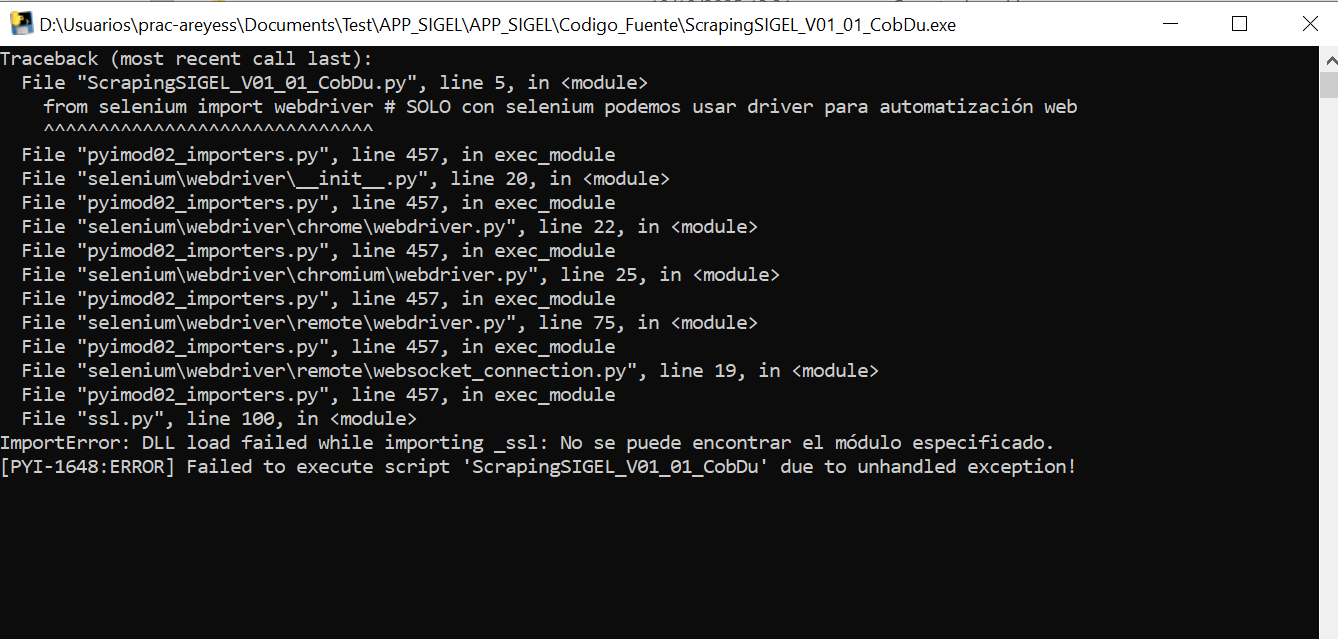 D:\Usuarios\prac-areyess\Documents\Test\APP_SIGEL\APP_SIGEL\Codigo_Fuente\ScrapingSIGEL_V01_01_CobDu.exe
Traceback (most recent call last):
  File "ScrapingSIGEL_V01_01_CobDu.py", line 5, in <module>
    from selenium import webdriver # SOLO con selenium podemos usar driver para automatización web
    ^^^^^^^^^^^^^^^^^^^^^^^^^^^^^^
  File "pyimod02_importers.py", line 457, in exec_module
  File "selenium\webdriver\__init__.py", line 20, in <module>
  File "pyimod02_importers.py", line 457, in exec_module
  File "selenium\webdriver\chrome\webdriver.py", line 22, in <module>
  File "pyimod02_importers.py", line 457, in exec_module
  File "selenium\webdriver\chromium\webdriver.py", line 25, in <module>
  File "pyimod02_importers.py", line 457, in exec_module
  File "selenium\webdriver\remote\webdriver.py", line 75, in <module>
  File "pyimod02_importers.py", line 457, in exec_module
  File "selenium\webdriver\remote\websocket_connection.py", line 19, in <module>
  File "pyimod02_importers.py", line 457, in exec_module
  File "ssl.py", line 100, in <module>
ImportError: DLL load failed while importing _ssl: No se puede encontrar el módulo especificado.
[PYI-1648:ERROR] Failed to execute script 'ScrapingSIGEL_V01_01_CobDu' due to unhandled exception!